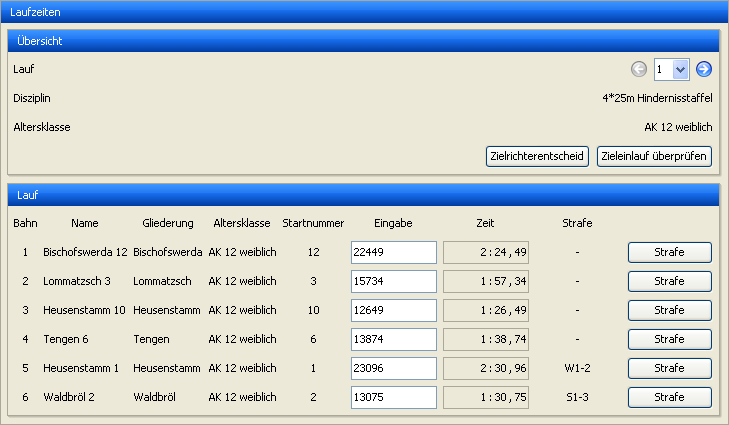 Laufzeiten
Übersicht
Lauf 1
Disziplin 4*25m Hindernisstaffel
Altersklasse AK 12 weiblich
Zielrichterentscheid Zieleinlauf überprüfen
Lauf
Bahn Name Gliederung Altersklasse Startnummer Eingabe Zeit Strafe
1 Bischofswerda 12 Bischofswerda AK 12 weiblich 12 22449 2:24,49 - Strafe
2 Lommatzsch 3 Lommatzsch AK 12 weiblich 3 15734 1:57,34 - Strafe
3 Heusenstamm 10 Heusenstamm AK 12 weiblich 10 12649 1:26,49 - Strafe
4 Tengen 6 Tengen AK 12 weiblich 6 13874 1:38,74 - Strafe
5 Heusenstamm 1 Heusenstamm AK 12 weiblich 1 23096 2:30,96 W1-2 Strafe
6 Waldbröl 2 Waldbröl AK 12 weiblich 2 13075 1:30,75 S1-3 Strafe